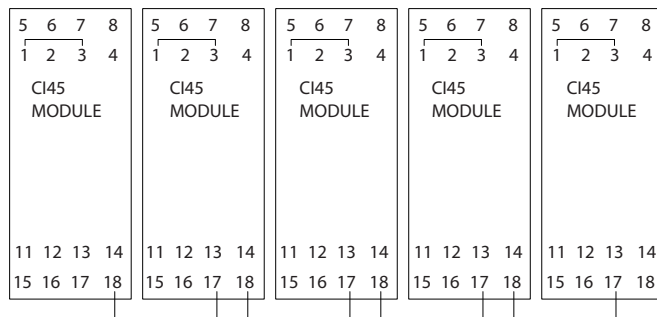 5 6 7 8 5 6 7 8 5 6 7 8 5 6 7 8 5 6 7 8
1 2 3 4 1 2 3 4 1 2 3 4 1 2 3 4 1 2 3 4
CI45 CI45 CI45 CI45 CI45
MODULE MODULE MODULE MODULE MODULE
11 12 13 14 11 12 13 14 11 12 13 14 11 12 13 14 11 12 13 14
15 16 17 18 15 16 17 18 15 16 17 18 15 16 17 18 15 16 17 18